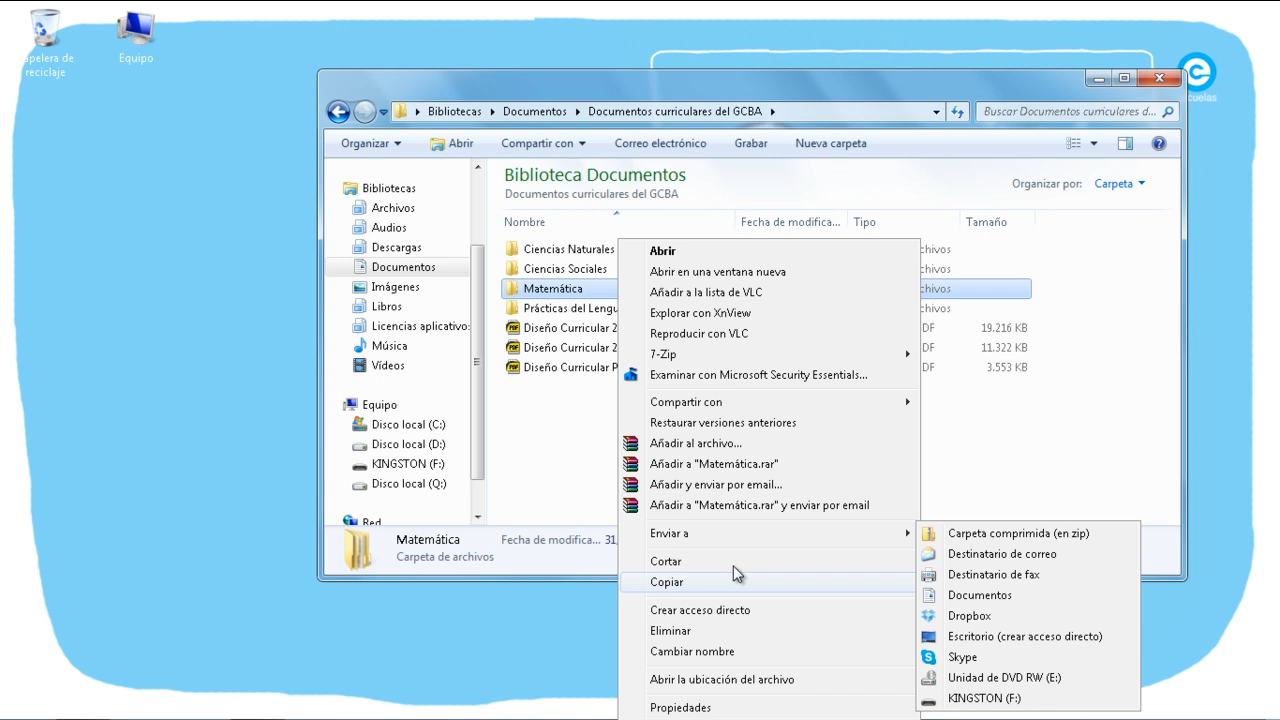 Papelera de
reciclaje
Equipo
Escuelas
Bibliotecas
Documentos
Documentos curriculares del GCBA
Buscar Documentos curriculares d...
Organizar
Abrir
Compartir con
Correo electrónico
Grabar
Nueva carpeta
Bibliotecas
Archivos
Audios
Descargas
Documentos
Imágenes
Libros
Licencias aplicativo:
Música
Vídeos
Equipo
Disco local (C:)
Disco local (D:)
KINGSTON (F:)
Disco local (Q:)
Red
Biblioteca Documentos
Documentos curriculares del GCBA
Organizar por: Carpeta
Nombre
Fecha de modifica...
Tipo
Tamaño
Ciencias Naturales
chivos
Ciencias Sociales
chivos
Matemática
chivos
Prácticas del Lengu
chivos
Diseño Curricular 2
DF
19.216 KB
Diseño Curricular 2
DF
11.322 KB
Diseño Curricular P
DF
3.553 KB
Matemática
Fecha de modifica... 31,
Carpeta de archivos
Abrir
Abrir en una ventana nueva
Añadir a la lista de VLC
Explorar con XnView
Reproducir con VLC
7-Zip
Examinar con Microsoft Security Essentials...
Compartir con
Restaurar versiones anteriores
Añadir al archivo...
Añadir a "Matemática.rar"
Añadir y enviar por email...
Añadir a "Matemática.rar" y enviar por email
Enviar a
Cortar
Copiar
Crear acceso directo
Eliminar
Cambiar nombre
Abrir la ubicación del archivo
Propiedades
Carpeta comprimida (en zip)
Destinatario de correo
Destinatario de fax
Documentos
Dropbox
Escritorio (crear acceso directo)
Skype
Unidad de DVD RW (E:)
KINGSTON (F:)